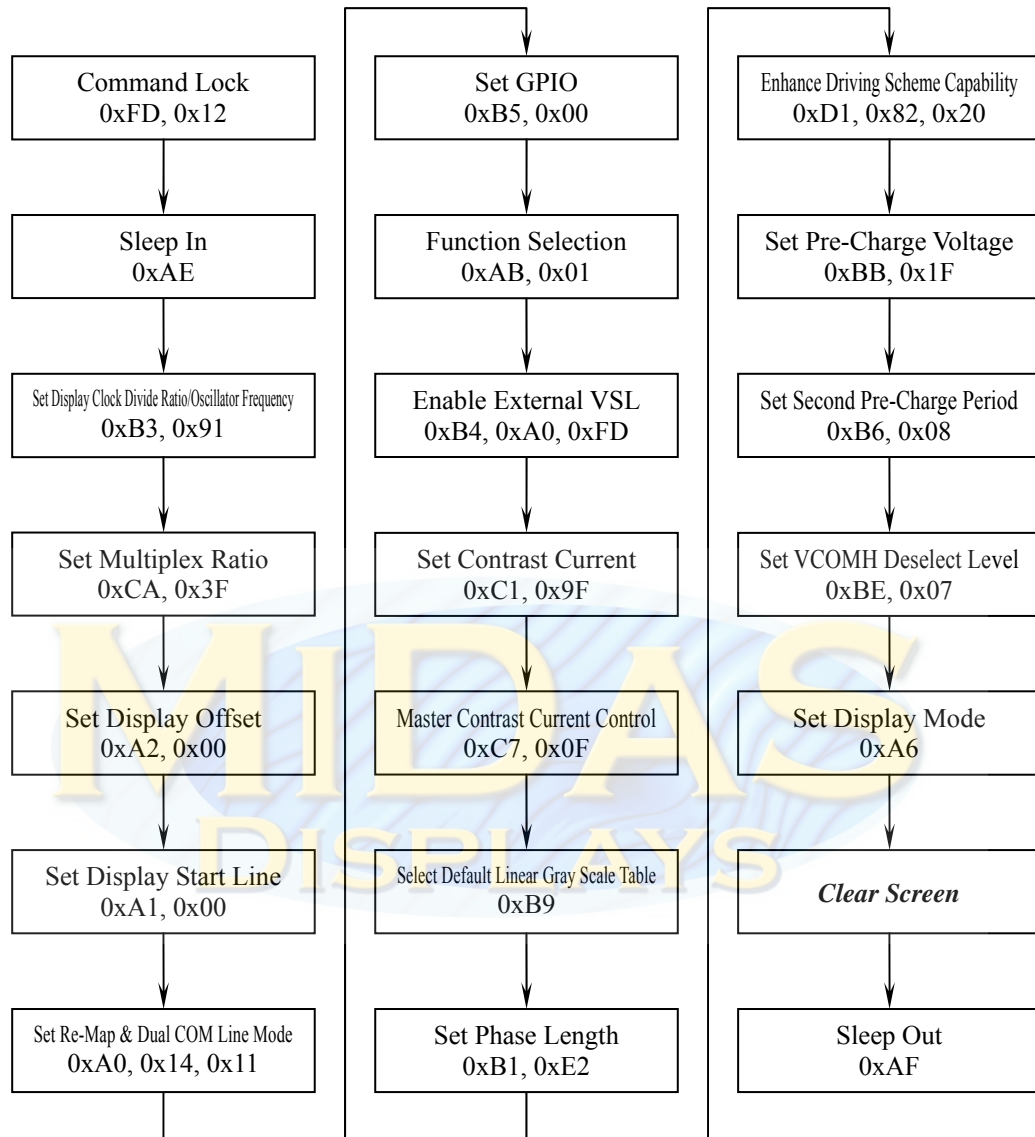 Command Lock
0xFD, 0x12
Sleep In
0xAE
Set Display Clock Divide Ratio/Oscillator Frequency
0xB3, 0x91
Set Multiplex Ratio
0xCA, 0x3F
Set Display Offset
0xA2, 0x00
Set Display Start Line
0xA1, 0x00
Set Re-Map & Dual COM Line Mode
0xA0, 0x14, 0x11
Set GPIO
0xB5, 0x00
Function Selection
0xAB, 0x01
Enable External VSL
0xB4, 0xA0, 0xFD
Set Contrast Current
0xC1, 0x9F
Master Contrast Current Control
0xC7, 0x0F
Select Default Linear Gray Scale Table
0xB9
Set Phase Length
0xB1, 0xE2
Enhance Driving Scheme Capability
0xD1, 0x82, 0x20
Set Pre-Charge Voltage
0xBB, 0x1F
Set Second Pre-Charge Period
0xB6, 0x08
Set VCOMH Deselect Level
0xBE, 0x07
Set Display Mode
0xA6
Clear Screen
Sleep Out
0xAF
MIDAS
DISPLAYS